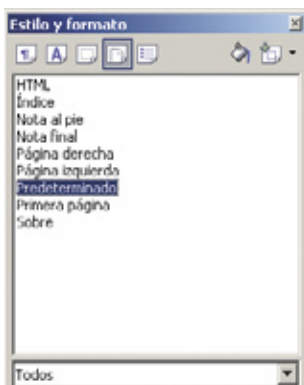 Estilo y formato
HTML
Índice
Nota al pie
Nota final
Página derecha
Página izquierda
Predeterminado
Primera página
Sobre
Todos